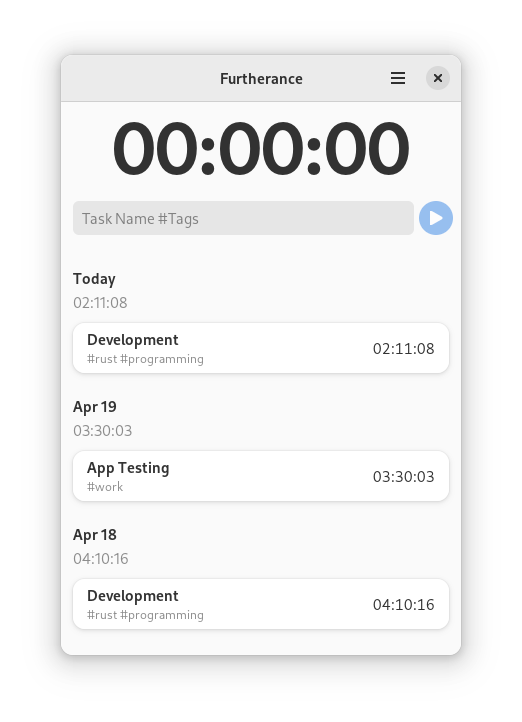 Furtherance
00:00:00
Task Name #Tags
Today
02:11:08
Development
#rust #programming
02:11:08
Apr 19
03:30:03
App Testing
#work
03:30:03
Apr 18
04:10:16
Development
#rust #programming
04:10:16